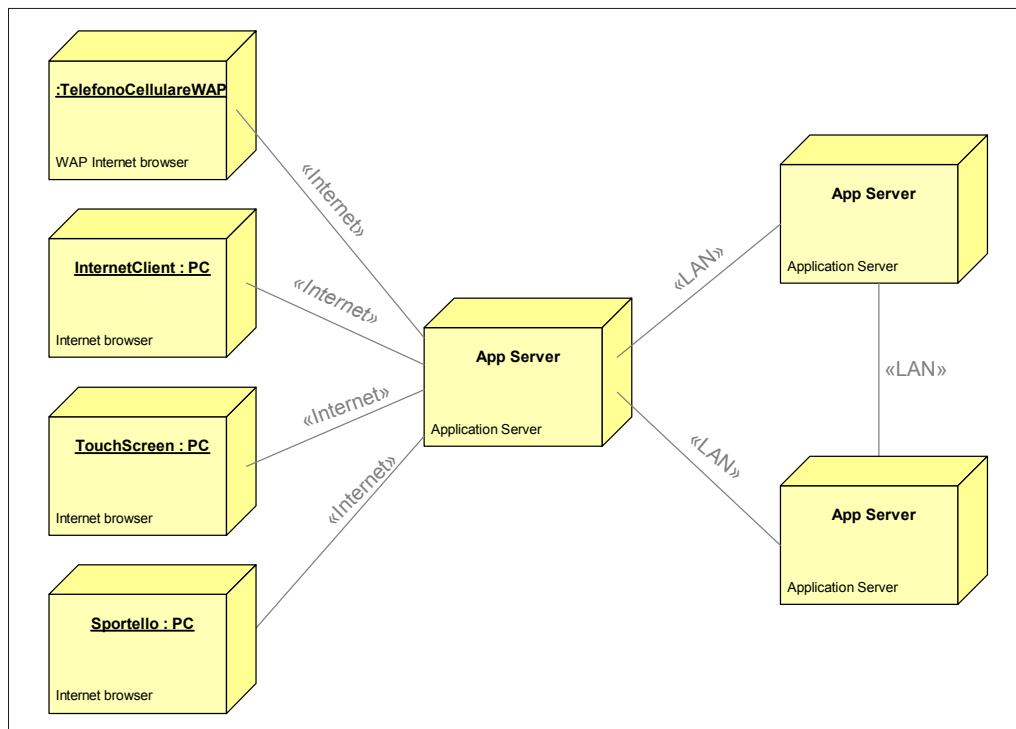 :TelefonoCellulareWAP
WAP Internet browser
«Internet»
InternetClient : PC
Internet browser
«Internet»
TouchScreen : PC
Internet browser
«Internet»
Sportello : PC
Internet browser
«Internet»
App Server
Application Server
«LAN»
«LAN»
App Server
Application Server
«LAN»
App Server
Application Server